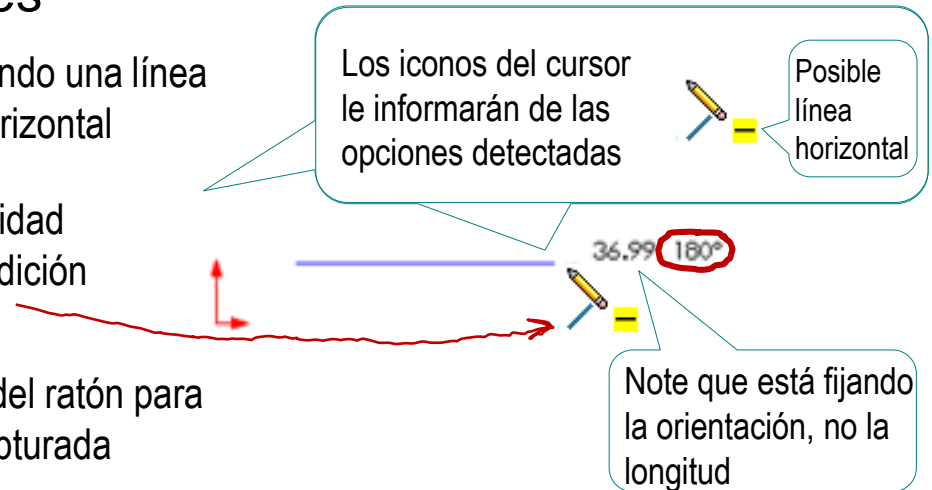 es
ndo una línea
rizontal
idad
dición
del ratón para
pturada
Los iconos del cursor
le informarán de las
opciones detectadas
Posible
línea
horizontal
36.99 180°
Note que está fijando
la orientación, no la
longitud